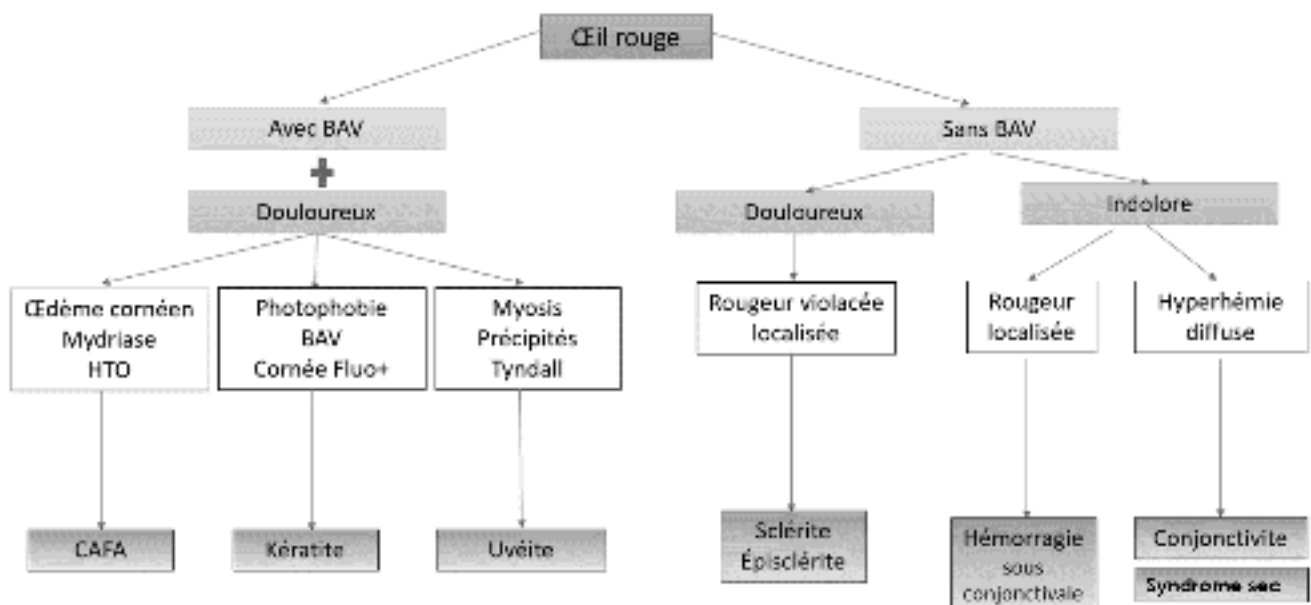 Œil rouge
Avec BAV
Sans BAV
Douloureux
Douloureux
Indolore
Œdème cornéen
Mydriase
HTO
Photophobie
BAV
Cornée Fluo+
Myosis
Précipités
Tyndall
Rougeur violacée
localisée
Rougeur
localisée
Hyperhémie
diffuse
CAFA
Kératite
Uvéite
Sclérite
Épisclérite
Hémorragie
sous
conjonctivale
Conjonctivite
Syndrome sec